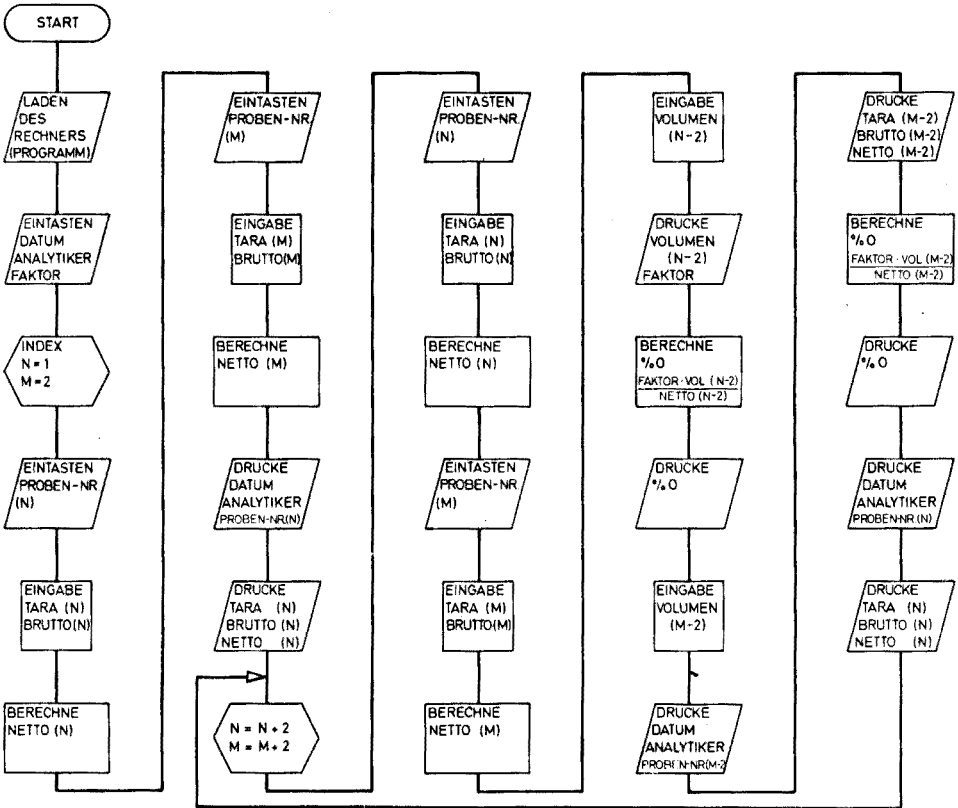 START
LADEN
DES
RECHNERS
(PROGRAMM)
EINTASTEN
DATUM
ANALYTIKER
FAKTOR
INDEX
N = 1
M = 2
EINTASTEN
PROBEN-NR
(N)
EINGABE
TARA (N)
BRUTTO(N)
BERECHNE
NETTO (N)
EINTASTEN
PROBEN-NR.
(M)
EINGABE
TARA (M)
BRUTTO(M)
BERECHNE
NETTO (M)
DRUCKE
DATUM
ANALYTIKER
PROBEN-NR(N)
DRUCKE
TARA (N)
BRUTTO (N)
NETTO (N)
N = N + 2
M = M + 2
EINTASTEN
PROBEN-NR.
(N)
EINGABE
TARA (N)
BRUTTO(N)
BERECHNE
NETTO (N)
EINTASTEN
PROBEN-NR
(M)
EINGABE
TARA (M)
BRUTTO(M)
BERECHNE
NETTO (M)
EINGABE
VOLUMEN
(N-2)
DRUCKE
VOLUMEN
(N-2)
FAKTOR
BERECHNE
% O
FAKTOR · VOL (N-2)
NETTO (N-2)
DRUCKE
% O
EINGABE
VOLUMEN
(M-2)
DRUCKE
DATUM
ANALYTIKER
PROBEN-NR(M-2
DRUCKE
TARA (M-2)
BRUTTO (M-2)
NETTO (M-2)
BERECHNE
% O
FAKTOR · VOL (M-2)
NETTO (M-2)
DRUCKE
% O
DRUCKE
DATUM
ANALYTIKER
PROBEN-NR.(N)
DRUCKE
TARA (N)
BRUTTO (N)
NETTO (N)